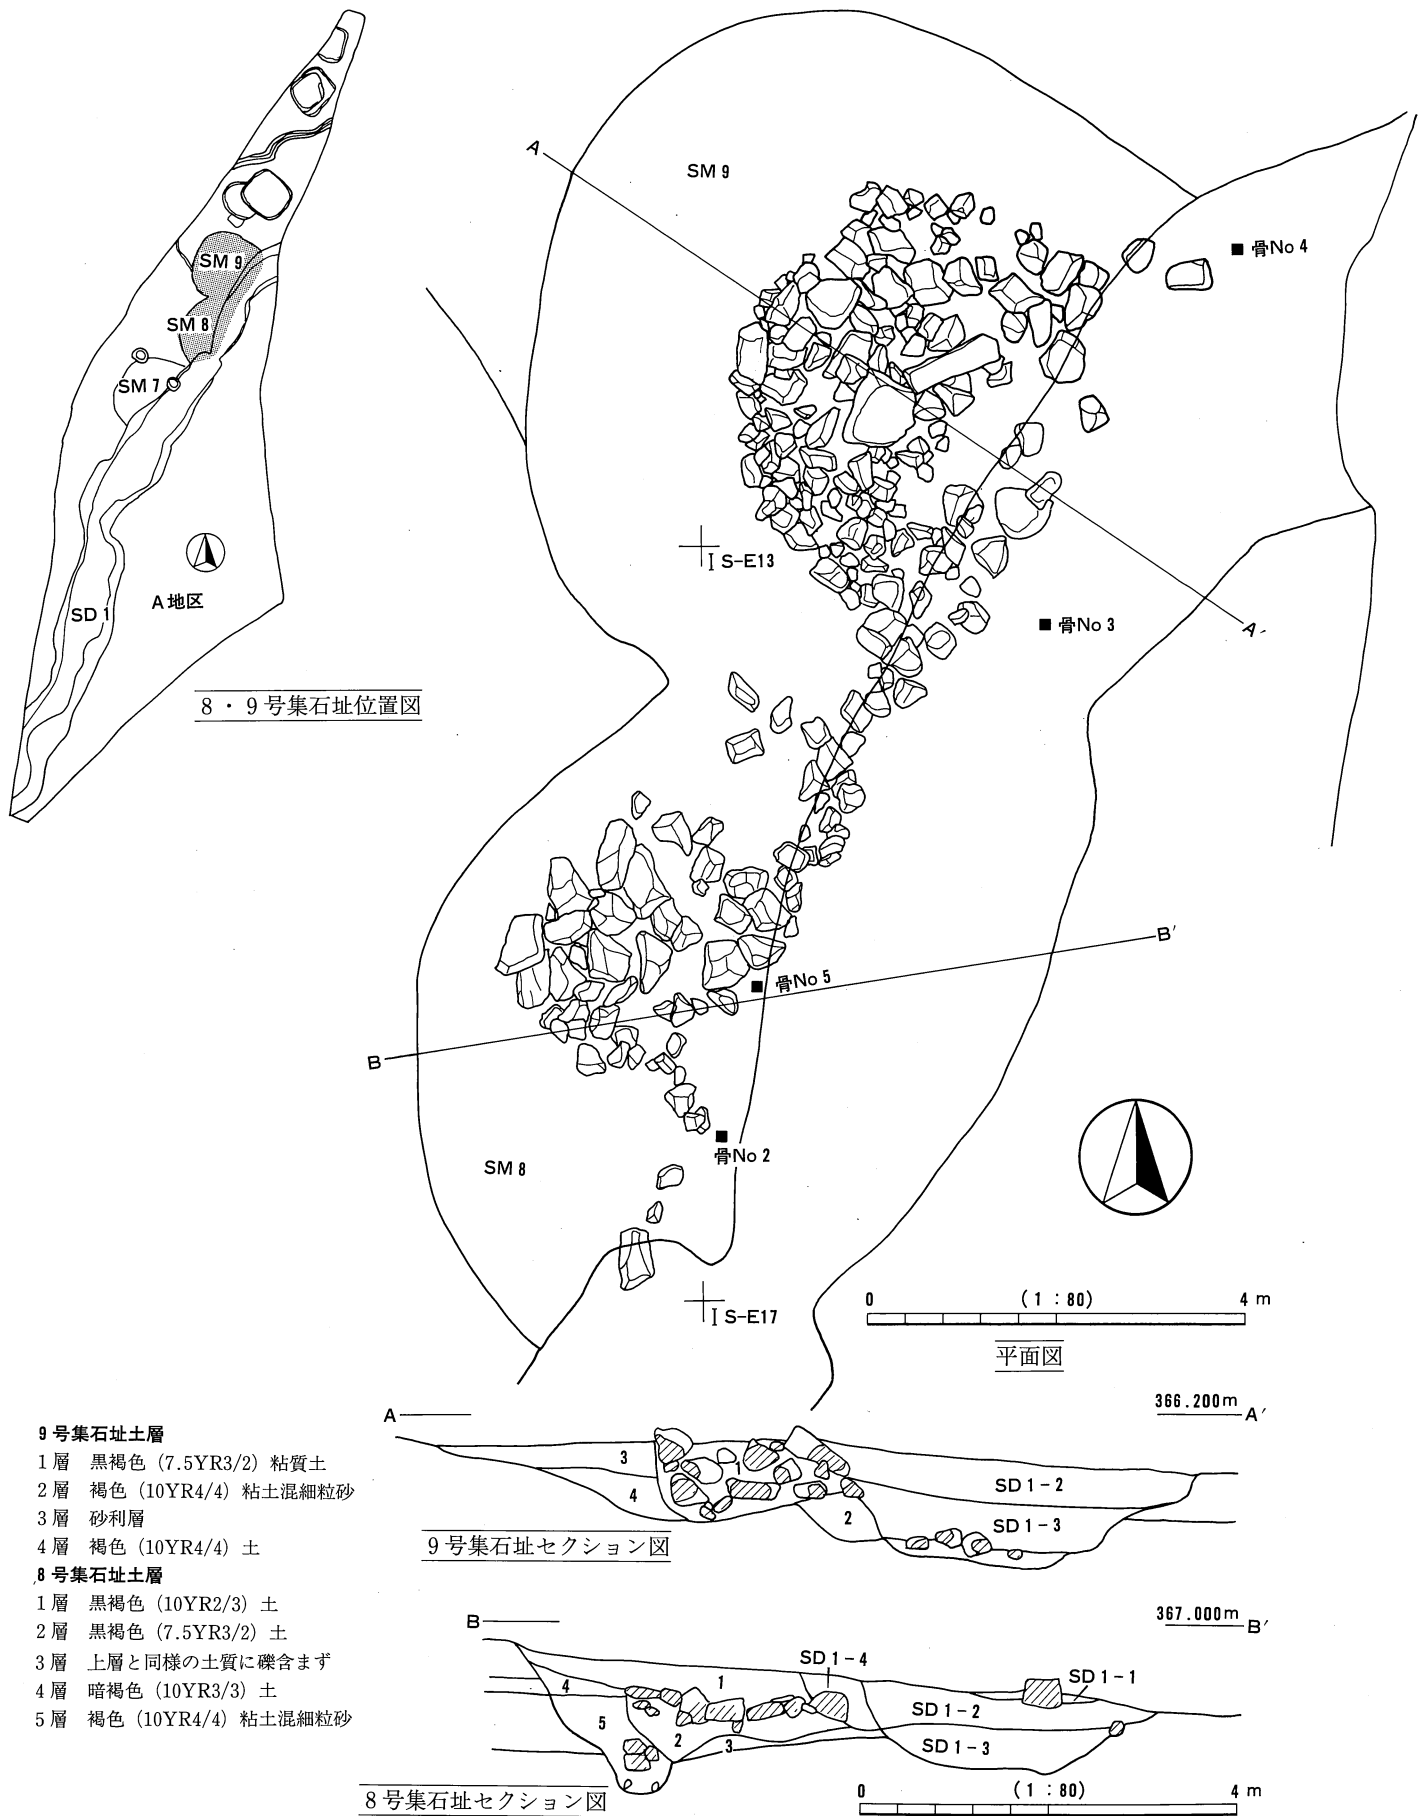 SM 9
SM 8
SM 7
SD 1
A 地区
8・9号集石址位置図
A
SM 9
骨No 4
I S-E13
骨No 3
A′
B′
骨No 5
B
骨No 2
SM 8
I S-E17
0 (1：80) 4 m
平面図
A 366.200m A′
3
1
4
2
SD 1-2
SD 1-3
9号集石址セクション図
B 367.000m B′
SD 1-4
SD 1-1
4
1
SD 1-2
5
2
3
SD 1-3
8号集石址セクション図
0 (1：80) 4 m
9号集石址土層
1層 黒褐色（7.5YR3/2）粘質土
2層 褐色（10YR4/4）粘土混細粒砂
3層 砂利層
4層 褐色（10YR4/4）土
8号集石址土層
1層 黒褐色（10YR2/3）土
2層 黒褐色（7.5YR3/2）土
3層 上層と同様の土質に礫含まず
4層 暗褐色（10YR3/3）土
5層 褐色（10YR4/4）粘土混細粒砂